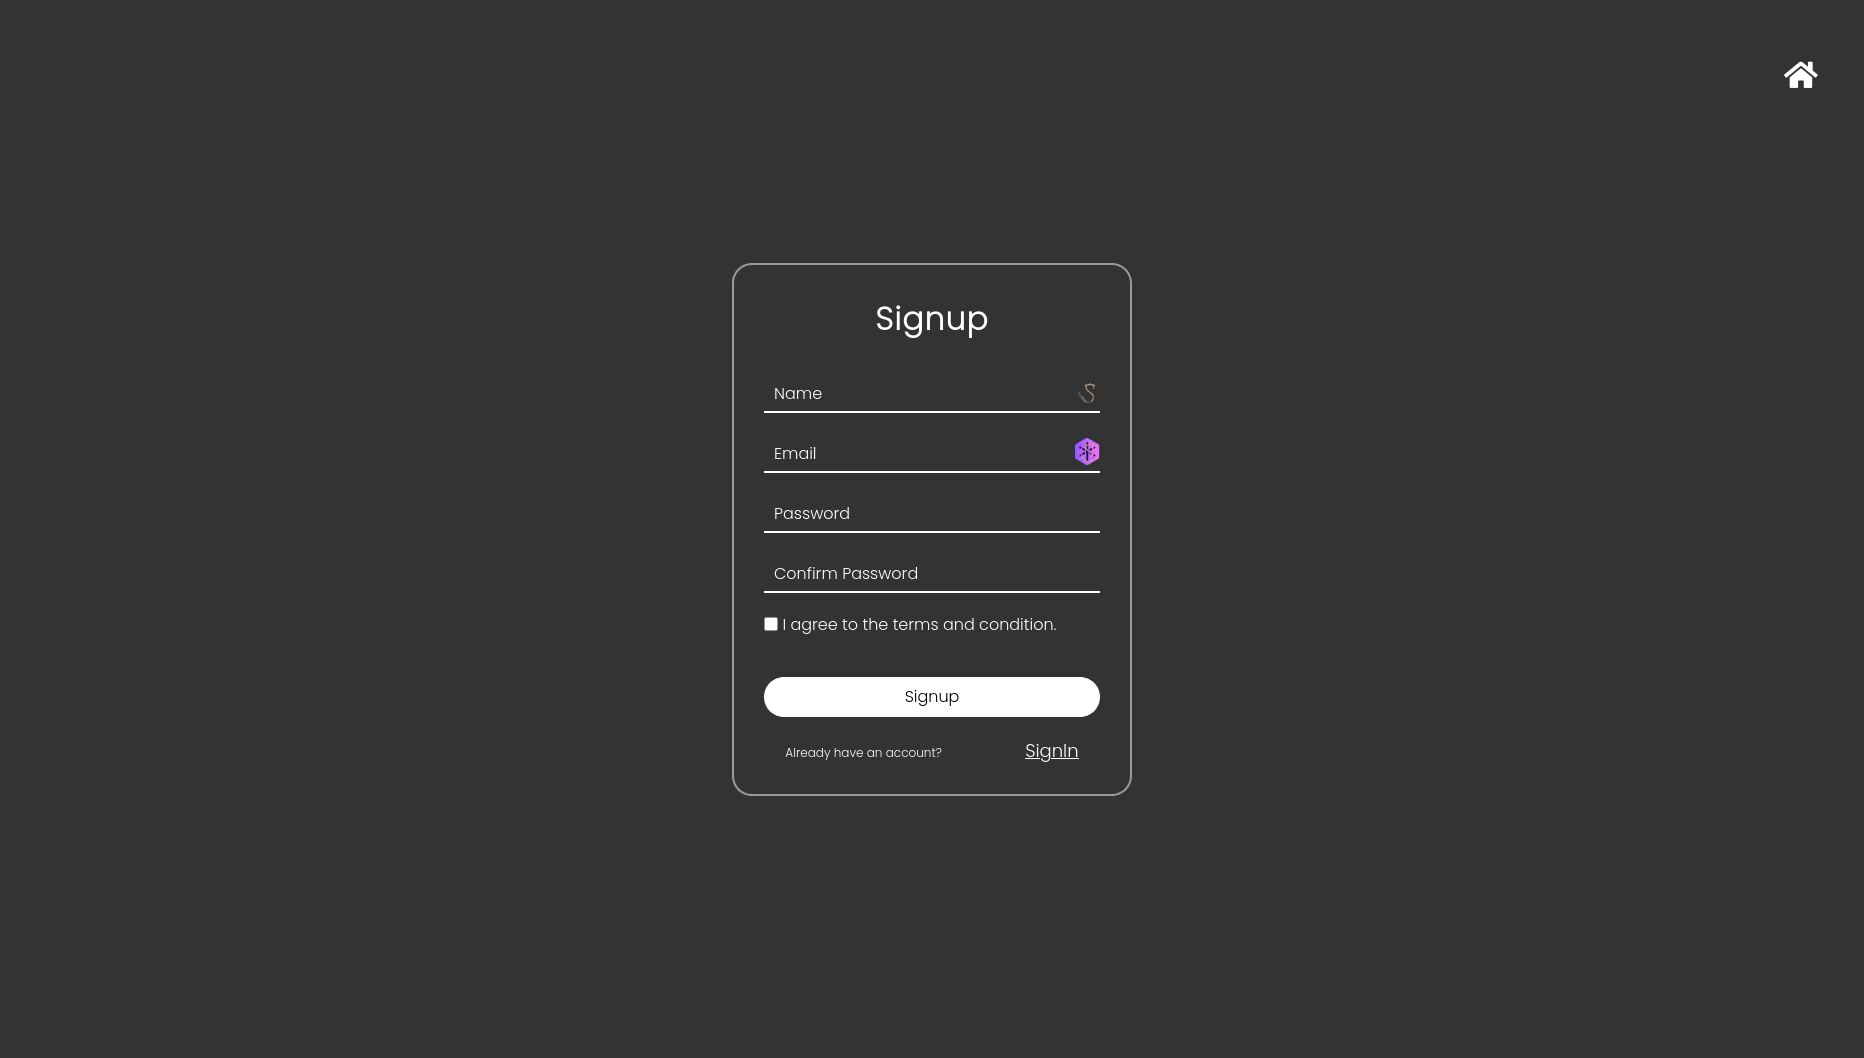 Signup
Name
Email
Password
Confirm Password
I agree to the terms and condition.
Signup
Already have an account? SignIn